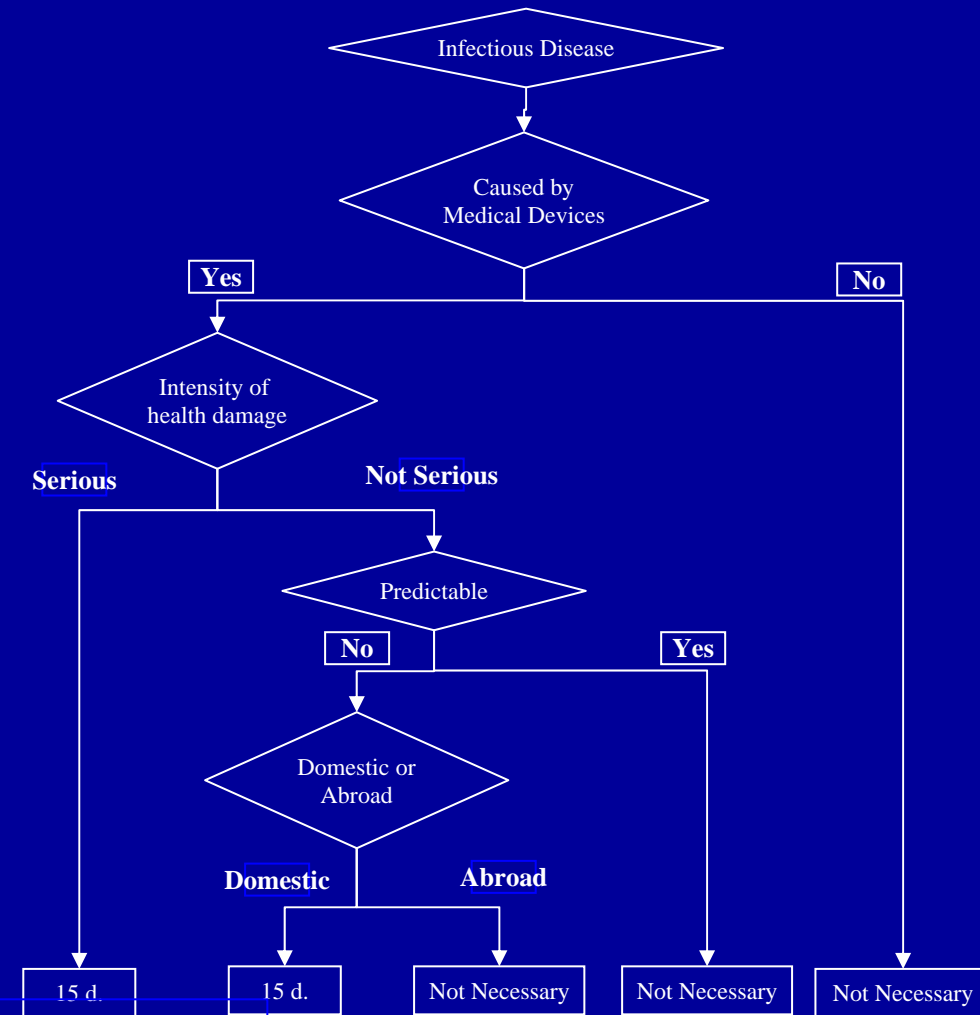 Infectious Disease
Caused by
Medical Devices
Yes
No
Intensity of
health damage
Serious
Not Serious
Predictable
No
Yes
Domestic or
Abroad
Domestic
Abroad
15 d.
15 d.
Not Necessary
Not Necessary
Not Necessary